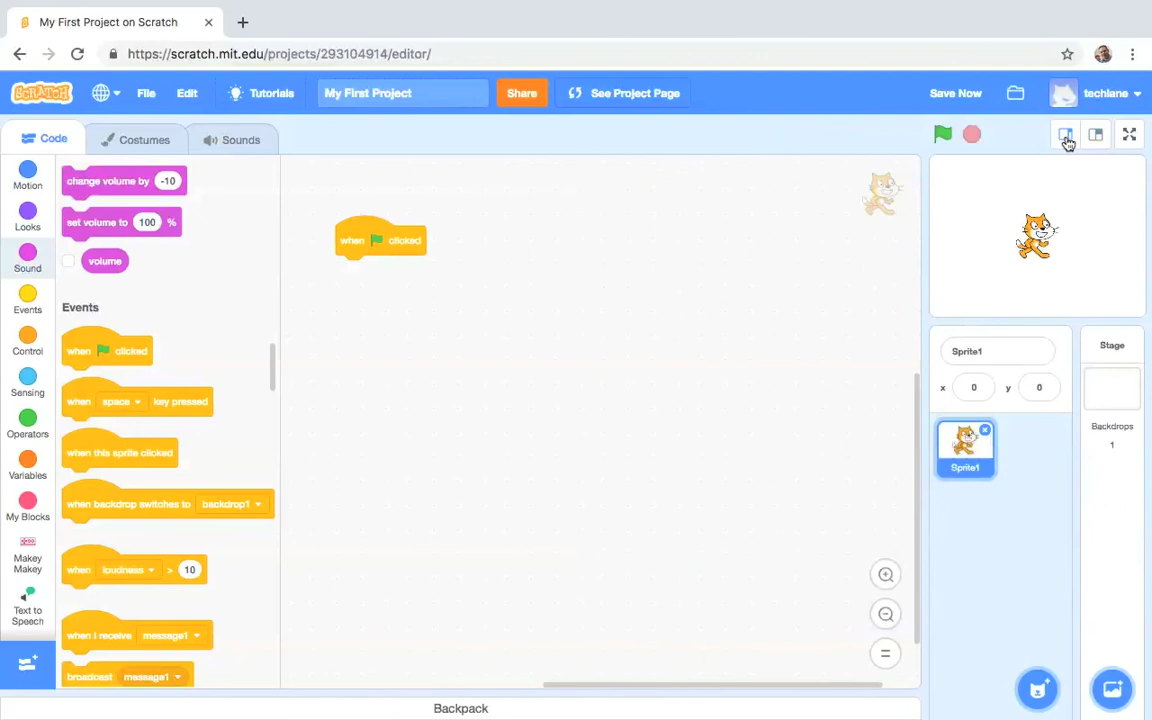 My First Project on Scratch
https://scratch.mit.edu/projects/293104914/editor/
SCRATCH
File
Edit
Tutorials
My First Project
Share
See Project Page
Save Now
techlane
Code
Costumes
Sounds
Motion
Looks
Sound
Events
Control
Sensing
Operators
Variables
My Blocks
Makey
Makey
Text to
Speech
change volume by -10
set volume to 100 %
volume
Events
when clicked
when space key pressed
when this sprite clicked
when backdrop switches to backdrop1
when loudness > 10
when I receive message1
broadcast message1
when clicked
Sprite1
x 0 y 0
Sprite1
Stage
Backdrops
1
Backpack